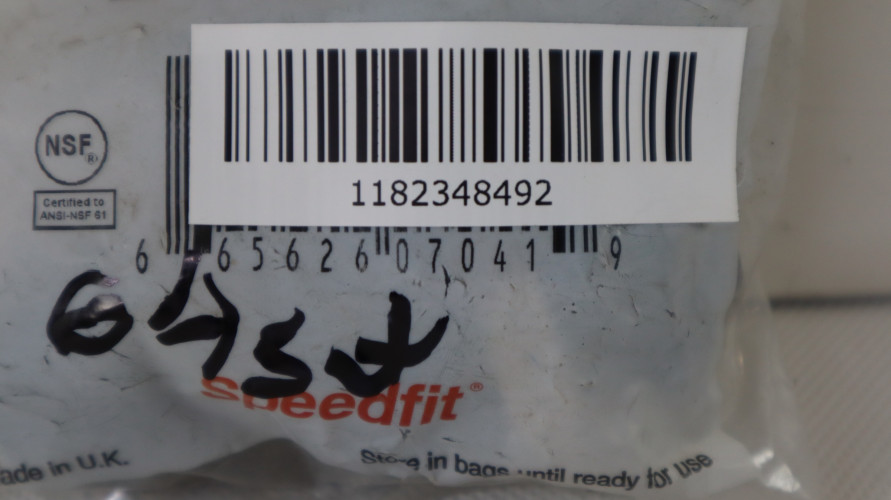 NSF®
Certified to
ANSI-NSF 61
1182348492
6 65626 07041 9
speedfit®
ade in U.K.
Store in bags until ready for use